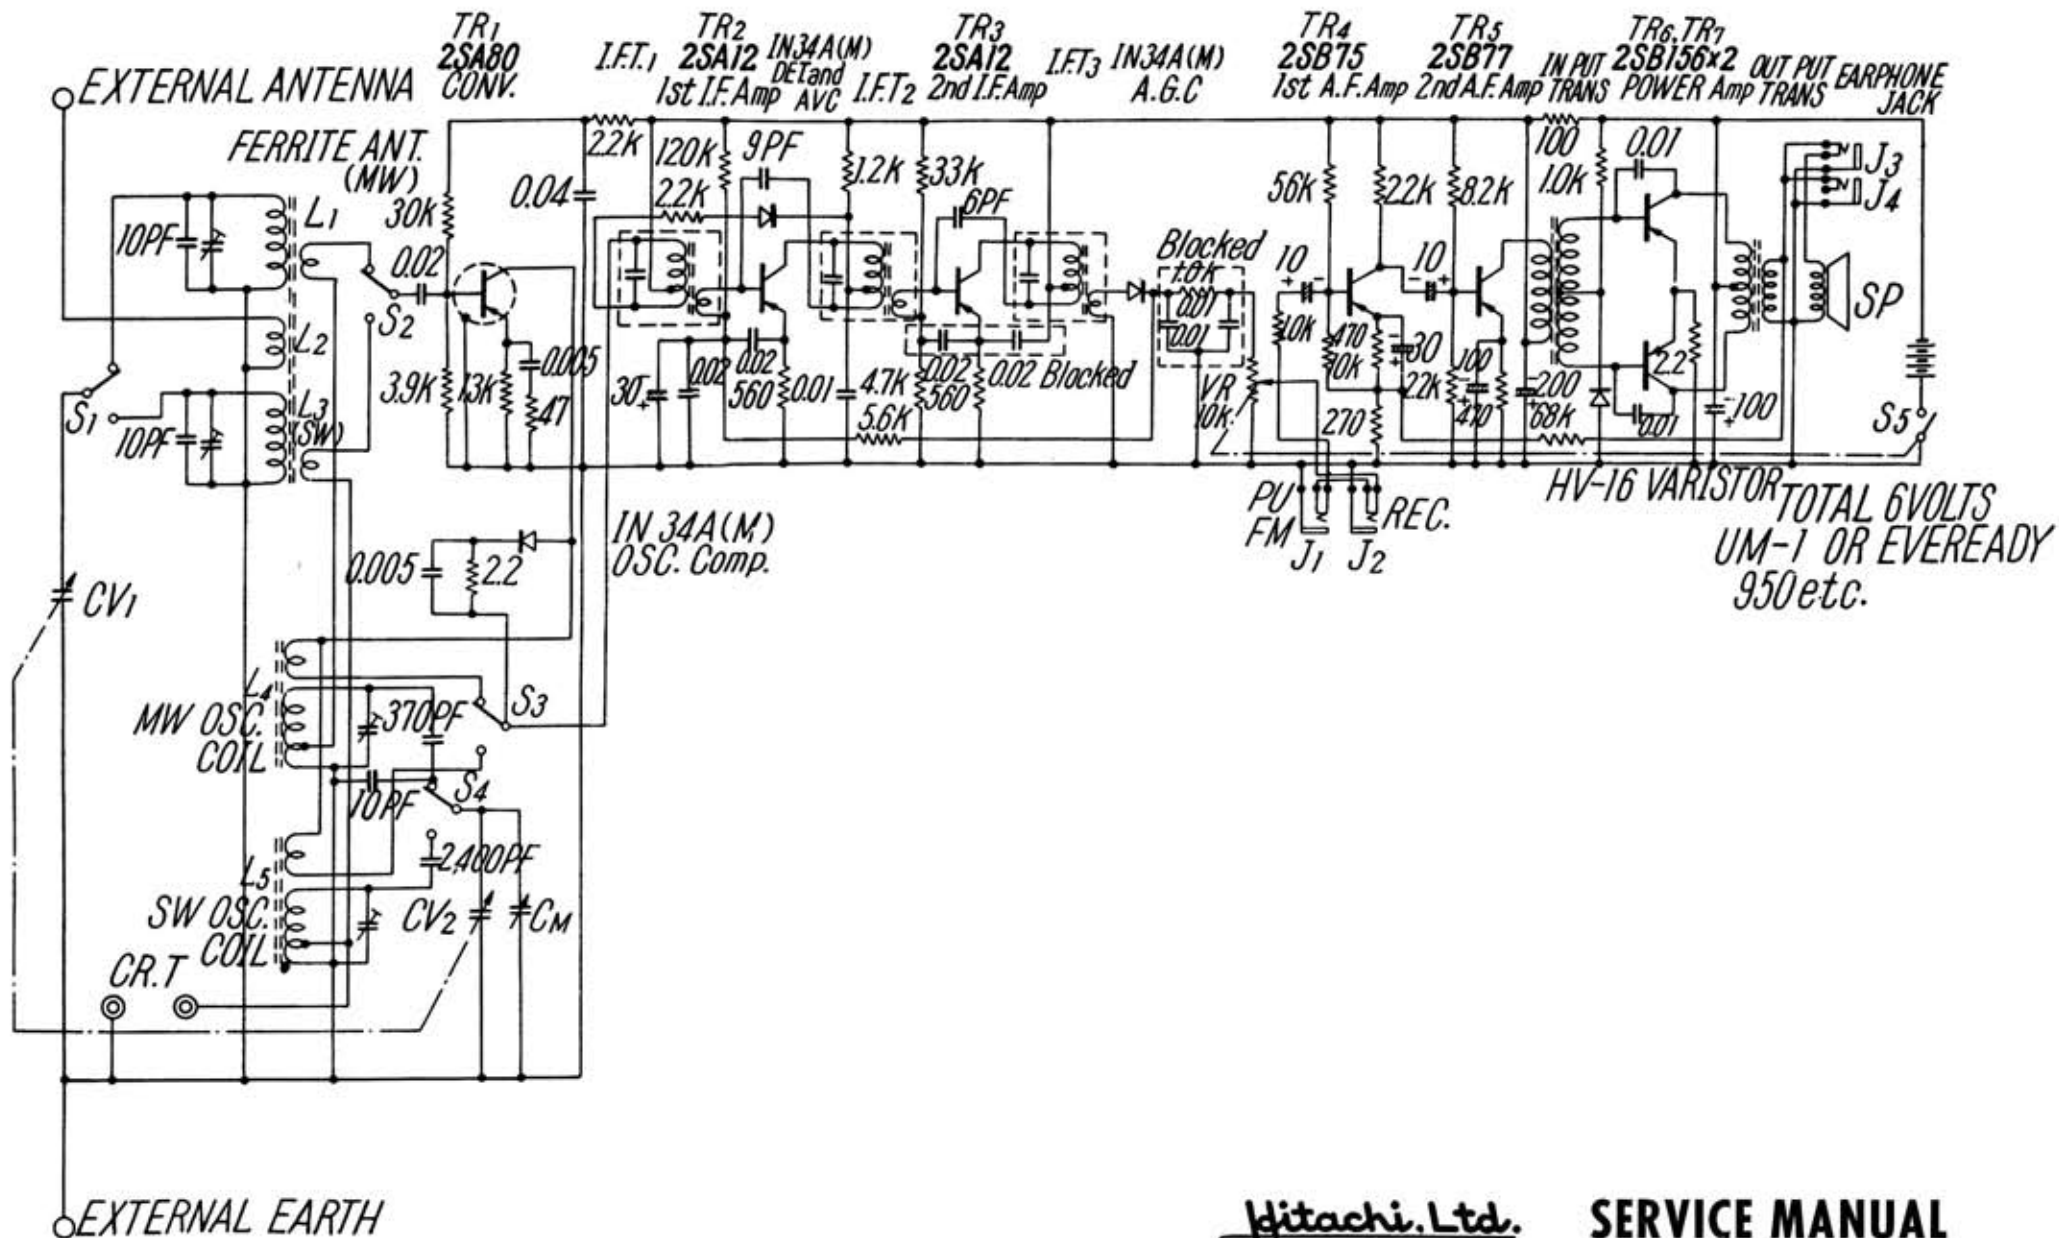 TR1
2SA80
CONV.
I.F.T.1
TR2
2SA12
1st I.F.Amp
IN34A(M)
DET and
AVC
I.F.T2
TR3
2SA12
2nd I.F.Amp
I.F.T3
IN34A(M)
A.G.C
TR4
2SB75
1st A.F.Amp
TR5
2SB77
2nd A.F.Amp
IN PUT
TRANS
TR6.TR7
2SB156×2
POWER Amp
OUT PUT
TRANS
EARPHONE
JACK
EXTERNAL ANTENNA
FERRITE ANT.
(MW)
10PF
L1
L2
L3
(SW)
10PF
S1
S2
0.02
30K
3.9K
1.3K
0.005
47
0.04
2.2K
120K
2.2K
9PF
30
0.02
0.02
560
0.01
1.2K
33K
6PF
4.7K
5.6K
0.02
560
0.02 Blocked
Blocked
1.0K
0.01
0.01
VR
10K
56K
10
10K
470
10K
270
2.2K
30
10
8.2K
22K
100
470
200
68K
100
1.0K
0.01
0.01
2.2
100
J3
J4
SP
S5
PU
FM
J1
J2
REC.
HV-16 VARISTOR
TOTAL 6VOLTS
UM-1 OR EVEREADY
950etc.
IN 34A(M)
OSC. Comp.
0.005
2.2
CV1
L4
MW OSC.
COIL
370PF
S3
10PF
S4
L5
SW OSC.
COIL
2,400PF
CV2
CM
CR.T
EXTERNAL EARTH
Hitachi.Ltd.
SERVICE MANUAL